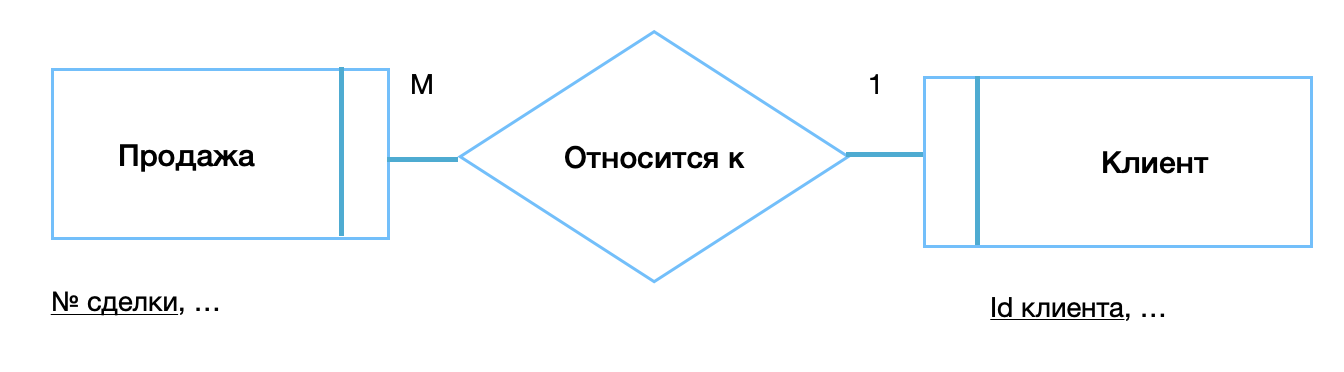 М
1
Продажа
Относится к
Клиент
№ сделки, ...
Id клиента, ...